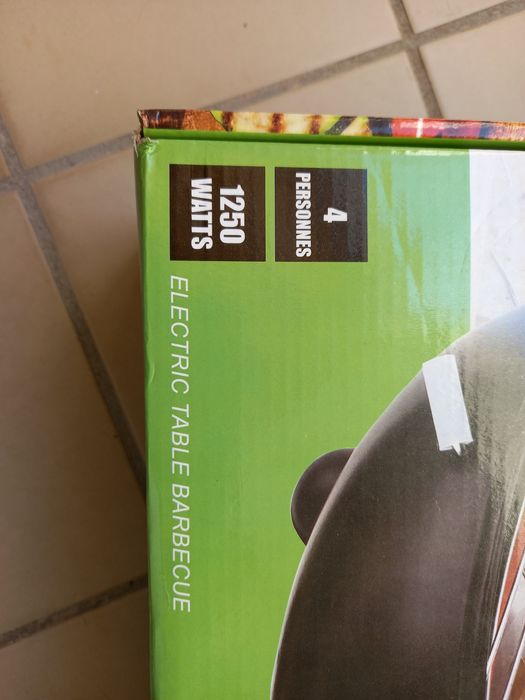 4
PERSONNES
1250
WATTS
ELECTRIC TABLE BARBECUE